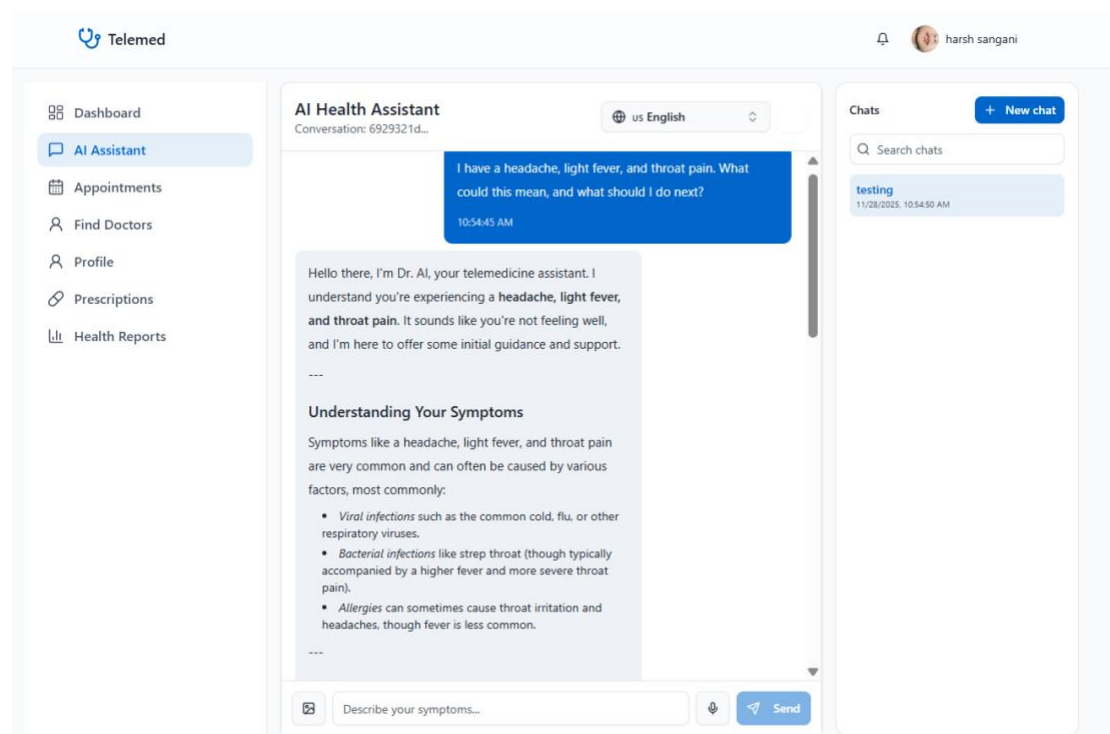 Telemed
harsh sangani
Dashboard
AI Assistant
Appointments
Find Doctors
Profile
Prescriptions
Health Reports
AI Health Assistant
Conversation: 6929321d...
us English
I have a headache, light fever, and throat pain. What
could this mean, and what should I do next?
10:54:45 AM
Hello there, I'm Dr. AI, your telemedicine assistant. I
understand you're experiencing a headache, light fever,
and throat pain. It sounds like you're not feeling well,
and I'm here to offer some initial guidance and support.
---
Understanding Your Symptoms
Symptoms like a headache, light fever, and throat pain
are very common and can often be caused by various
factors, most commonly:
• Viral infections such as the common cold, flu, or other
respiratory viruses.
• Bacterial infections like strep throat (though typically
accompanied by a higher fever and more severe throat
pain).
• Allergies can sometimes cause throat irritation and
headaches, though fever is less common.
---
Describe your symptoms...
Send
Chats
+ New chat
Search chats
testing
11/28/2025, 10:54:50 AM